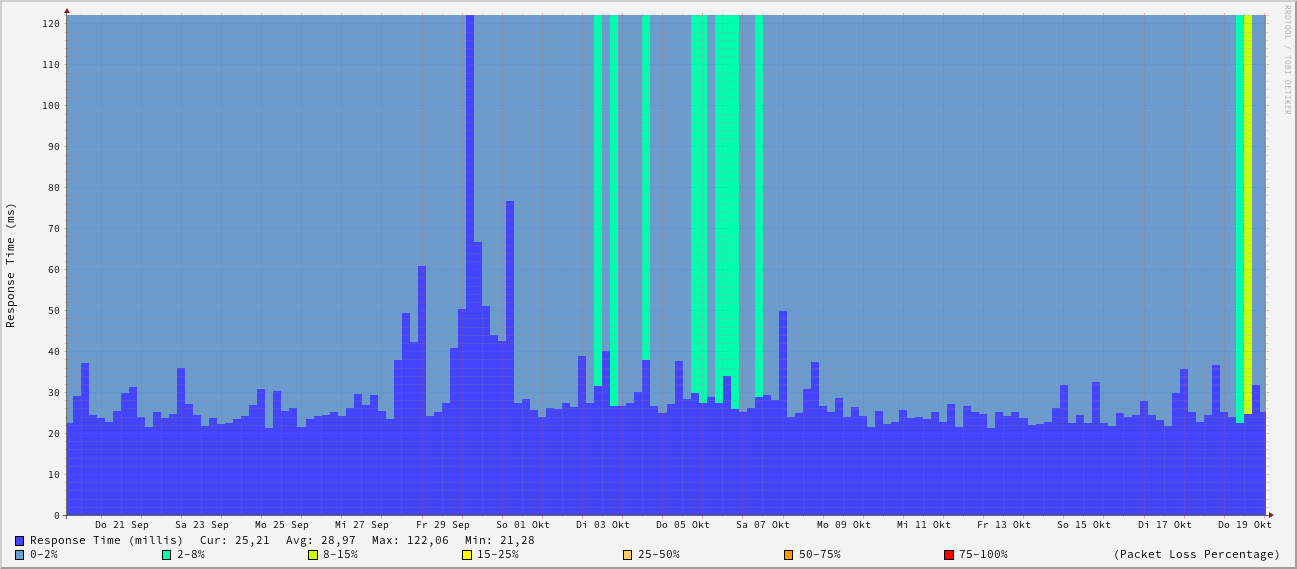 RRDTOOL / TOBI OETIKER
Response Time (ms)
120
110
100
90
80
70
60
50
40
30
20
10
0
Do 21 Sep Sa 23 Sep Mo 25 Sep Mi 27 Sep Fr 29 Sep So 01 Okt Di 03 Okt Do 05 Okt Sa 07 Okt Mo 09 Okt Mi 11 Okt Fr 13 Okt So 15 Okt Di 17 Okt Do 19 Okt
Response Time (millis) Cur: 25,21 Avg: 28,97 Max: 122,06 Min: 21,28
0-2% 2-8% 8-15% 15-25% 25-50% 50-75% 75-100% (Packet Loss Percentage)